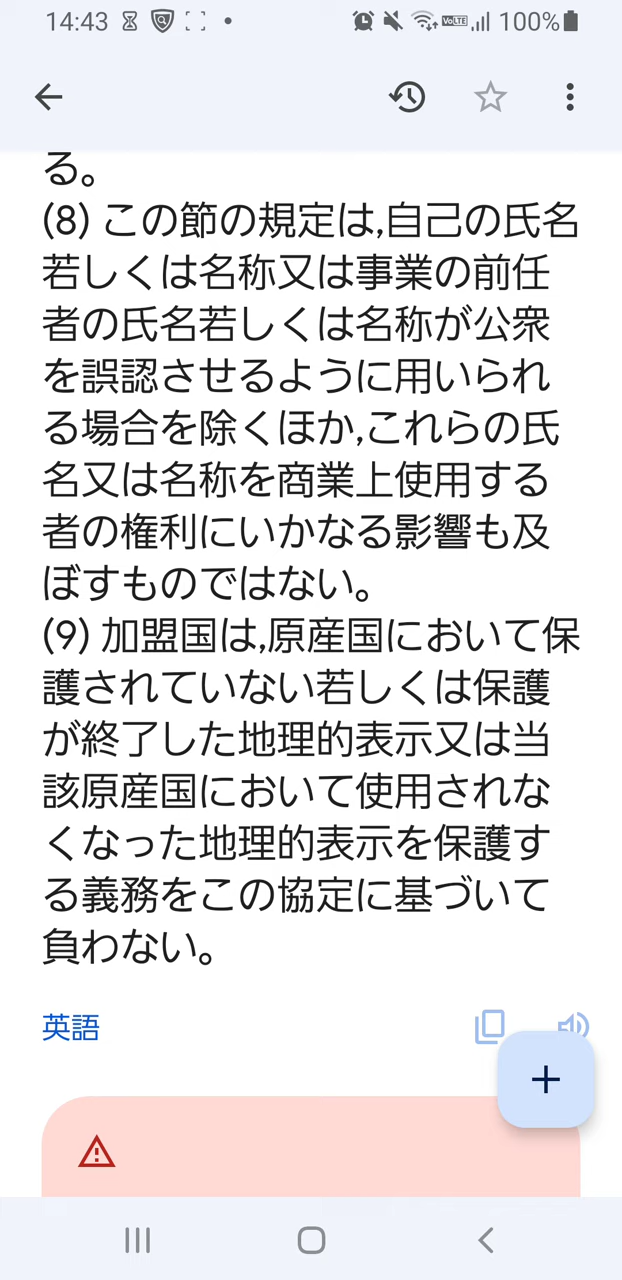 14:43
VoLTE
100%
る。
(8) この節の規定は,自己の氏名
若しくは名称又は事業の前任
者の氏名若しくは名称が公衆
を誤認させるように用いられ
る場合を除くほか,これらの氏
名又は名称を商業上使用する
者の権利にいかなる影響も及
ぼすものではない。
(9) 加盟国は,原産国において保
護されていない若しくは保護
が終了した地理的表示又は当
該原産国において使用されな
くなった地理的表示を保護す
る義務をこの協定に基づいて
負わない。
英語